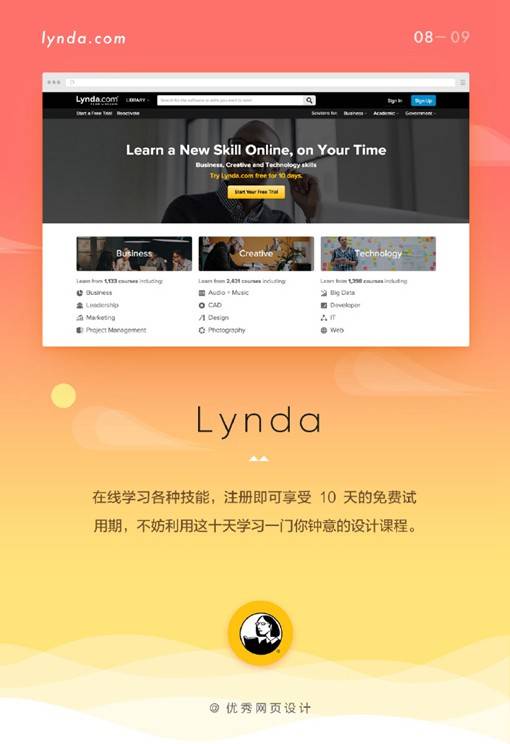 lynda.com
08— 09
Lynda.com
LIBRARY
Search for the software or skills you want to learn
Sign In
Sign Up
Start a Free Trial Reactivate
Solutions for: Business Academic Government
Learn a New Skill Online, on Your Time
Business, Creative and Technology skills
Try Lynda.com free for 10 days.
Start Your Free Trial
Business
Creative
Technology
Learn from 1,133 courses including:
Learn from 2,431 courses including:
Learn from 1,398 courses including:
Business
Audio + Music
Big Data
Leadership
CAD
Developer
Marketing
Design
IT
Project Management
Photography
Web
Lynda
在线学习各种技能，注册即可享受 10 天的免费试
用期，不妨利用这十天学习一门你钟意的设计课程。
@ 优秀网页设计